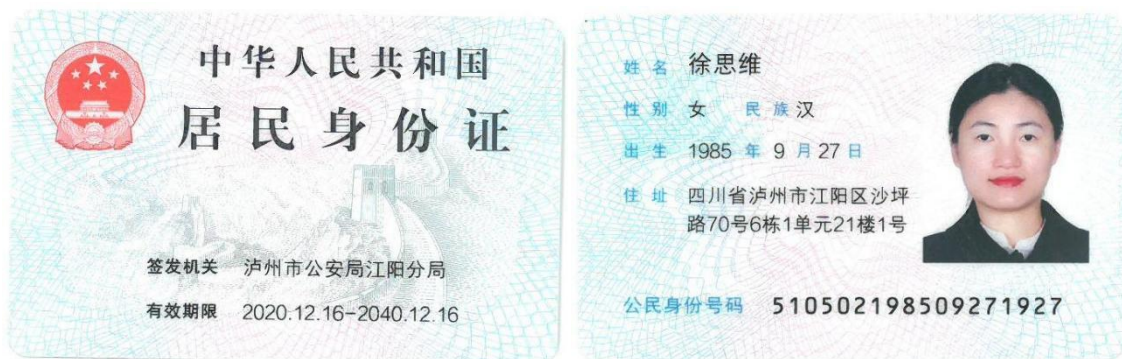 中华人民共和国
居民身份证
签发机关 泸州市公安局江阳分局
有效期限 2020.12.16-2040.12.16
姓名 徐思维
性别 女 民族 汉
出生 1985 年 9 月 27 日
住址 四川省泸州市江阳区沙坪
路70号6栋1单元21楼1号
公民身份号码 510502198509271927